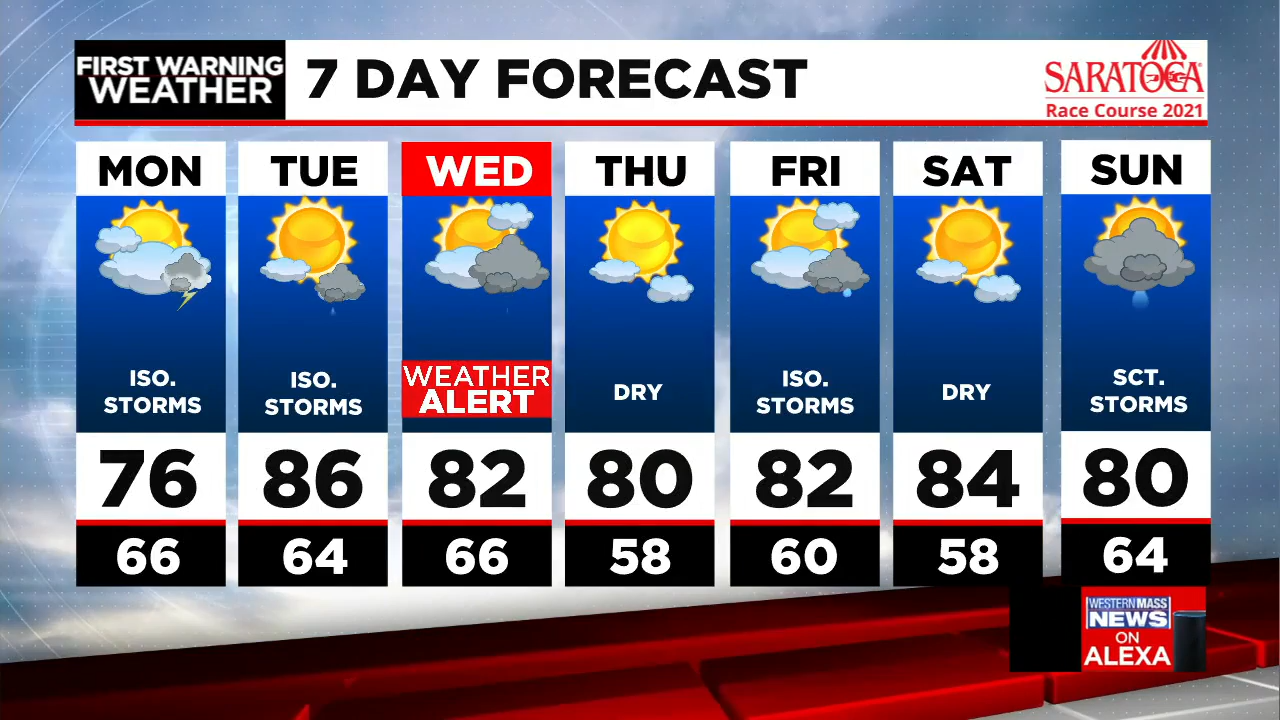 FIRST WARNING
WEATHER
7 DAY FORECAST
SARATOGA
Race Course 2021
MON
TUE
WED
THU
FRI
SAT
SUN
ISO.
STORMS
ISO.
STORMS
WEATHER
ALERT
DRY
ISO.
STORMS
DRY
SCT.
STORMS
76
86
82
80
82
84
80
66
64
66
58
60
58
64
WESTERN MASS
NEWS
ON
ALEXA